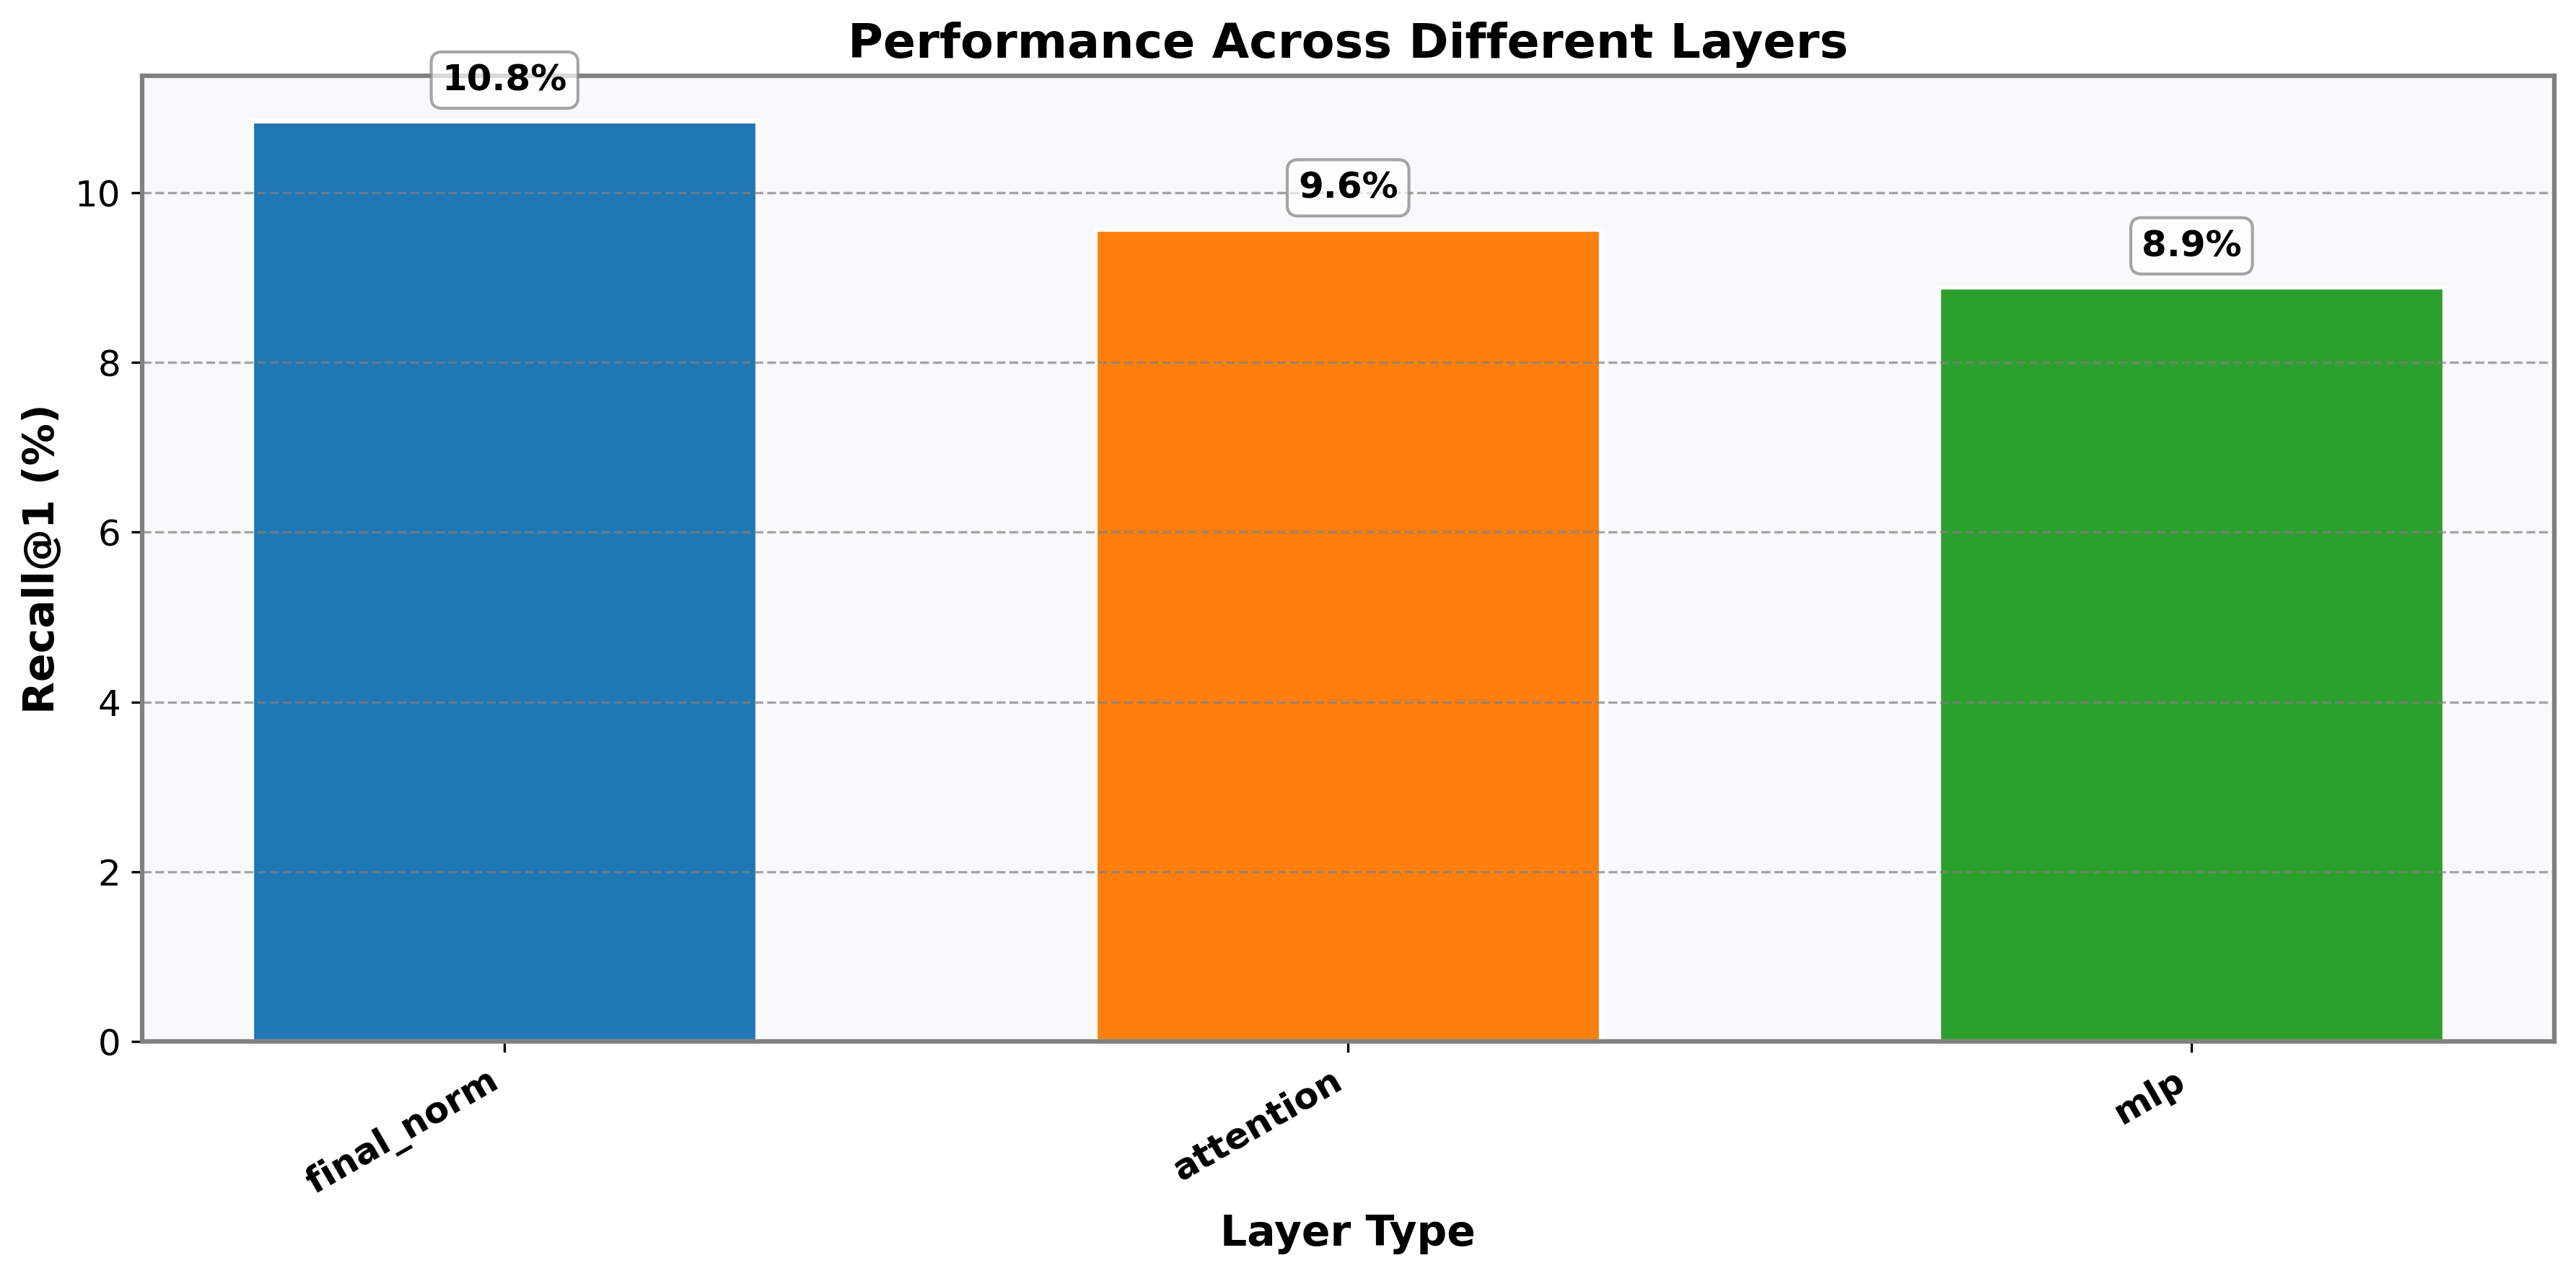 Performance Across Different Layers
10.8%
9.6%
8.9%
Recall@1 (%)
10
8
6
4
2
0
final_norm
attention
mlp
Layer Type